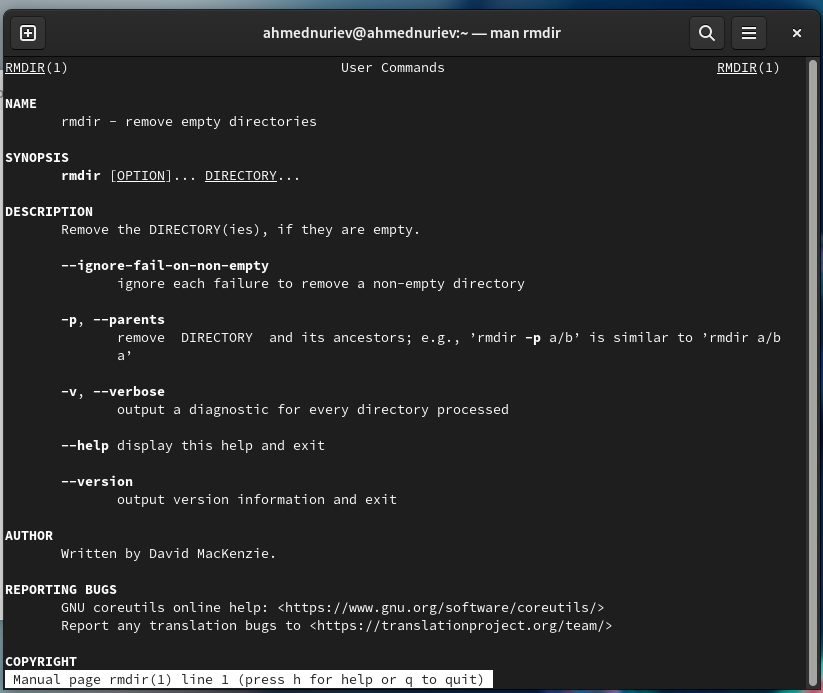 ahmednuriev@ahmednuriev:~ — man rmdir
RMDIR(1) User Commands RMDIR(1)
NAME
rmdir - remove empty directories
SYNOPSIS
rmdir [OPTION]... DIRECTORY...
DESCRIPTION
Remove the DIRECTORY(ies), if they are empty.
--ignore-fail-on-non-empty
ignore each failure to remove a non-empty directory
-p, --parents
remove DIRECTORY and its ancestors; e.g., ’rmdir -p a/b’ is similar to ’rmdir a/b
a’
-v, --verbose
output a diagnostic for every directory processed
--help display this help and exit
--version
output version information and exit
AUTHOR
Written by David MacKenzie.
REPORTING BUGS
GNU coreutils online help: <https://www.gnu.org/software/coreutils/>
Report any translation bugs to <https://translationproject.org/team/>
COPYRIGHT
Manual page rmdir(1) line 1 (press h for help or q to quit)